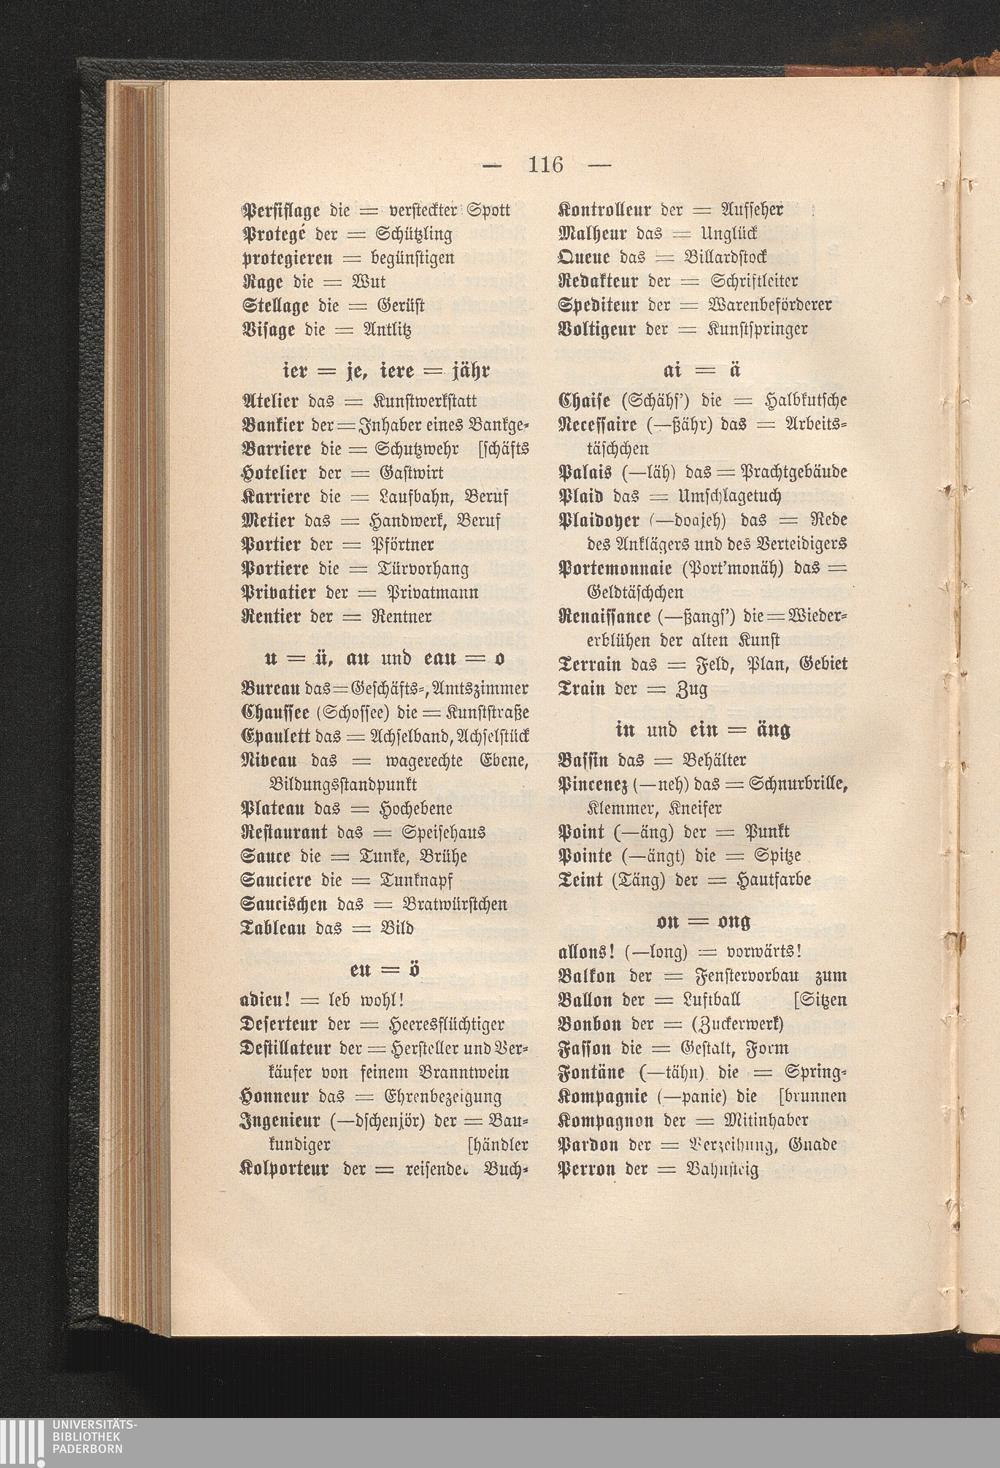 — 116 —
Persiflage die = versteckter Spott
Protegé der = Schützling
protegieren = begünstigen
Rage die = Wut
Stellage die = Gerüst
Visage die = Antlitz
ier = je, iere = jähr
Atelier das = Kunstwerkstatt
Bankier der = Inhaber eines Bankge-
Barriere die = Schutzwehr [schäfts
Hotelier der = Gastwirt
Karriere die = Laufbahn, Beruf
Metier das = Handwerk, Beruf
Portier der = Pförtner
Portiere die = Türvorhang
Privatier der = Privatmann
Rentier der = Rentner
u = ü, au und eau = o
Bureau das = Geschäfts-, Amtszimmer
Chaussee (Schossee) die = Kunststraße
Epaulett das = Achselband, Achselstück
Niveau das = wagerechte Ebene,
Bildungsstandpunkt
Plateau das = Hochebene
Restaurant das = Speisehaus
Sauce die = Tunke, Brühe
Sauciere die = Tunknapf
Saucischen das = Bratwürstchen
Tableau das = Bild
eu = ö
adieu! = leb wohl!
Deserteur der = Heeresflüchtiger
Destillateur der = Hersteller und Ver-
käufer von feinem Branntwein
Honneur das = Ehrenbezeigung
Ingenieur (—dschenjör) der = Bau-
kundiger [händler
Kolporteur der = reisender Buch-
Kontrolleur der = Aufseher
Malheur das = Unglück
Queue das = Billardstock
Redakteur der = Schriftleiter
Spediteur der = Warenbeförderer
Voltigeur der = Kunstspringer
ai = ä
Chaise (Schähs') die = Halbkutsche
Necessaire (—ßähr) das = Arbeits-
täschchen
Palais (—läh) das = Prachtgebäude
Plaid das = Umschlagetuch
Plaidoyer (—doajeh) das = Rede
des Anklägers und des Verteidigers
Portemonnaie (Port'monäh) das =
Geldtäschchen
Renaissance (—ßangs') die = Wieder-
erblühen der alten Kunst
Terrain das = Feld, Plan, Gebiet
Train der = Zug
in und ein = äng
Bassin das = Behälter
Pincenez (—neh) das = Schnurbrille,
Klemmer, Kneifer
Point (—äng) der = Punkt
Pointe (—ängt) die = Spitze
Teint (Täng) der = Hautfarbe
on = ong
allons! (—long) = vorwärts!
Balkon der = Fenstervorbau zum
Ballon der = Luftball [Sitzen
Bonbon der = (Zuckerwerk)
Fasson die = Gestalt, Form
Fontäne (—tähn) die = Spring-
Kompagnie (—panie) die [brunnen
Kompagnon der = Mitinhaber
Pardon der = Verzeihung, Gnade
Perron der = Bahnsteig
UNIVERSITÄTS-
BIBLIOTHEK
PADERBORN